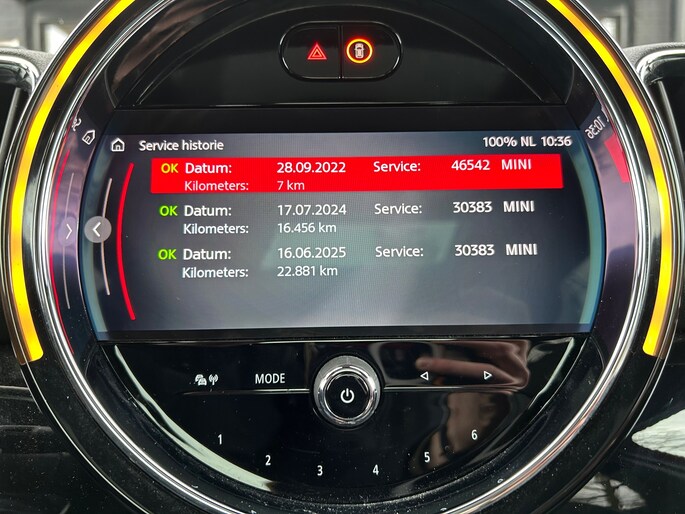 Service historie 100% NL 10:36
OK Datum: 28.09.2022 Service: 46542 MINI
Kilometers: 7 km
OK Datum: 17.07.2024 Service: 30383 MINI
Kilometers: 16.456 km
OK Datum: 16.06.2025 Service: 30383 MINI
Kilometers: 22.881 km
10:36
MODE
1 2 3 4 5 6